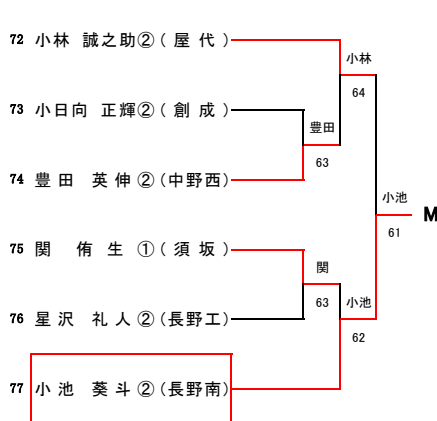 72 小林 誠之助②(屋代)
小林
64
73 小日向 正輝②(創成)
豊田
63
74 豊田 英伸②(中野西)
小池
M
61
75 関 侑生①(須坂)
関
63
小池
76 星沢 礼人②(長野工)
62
77 小池 葵斗②(長野南)